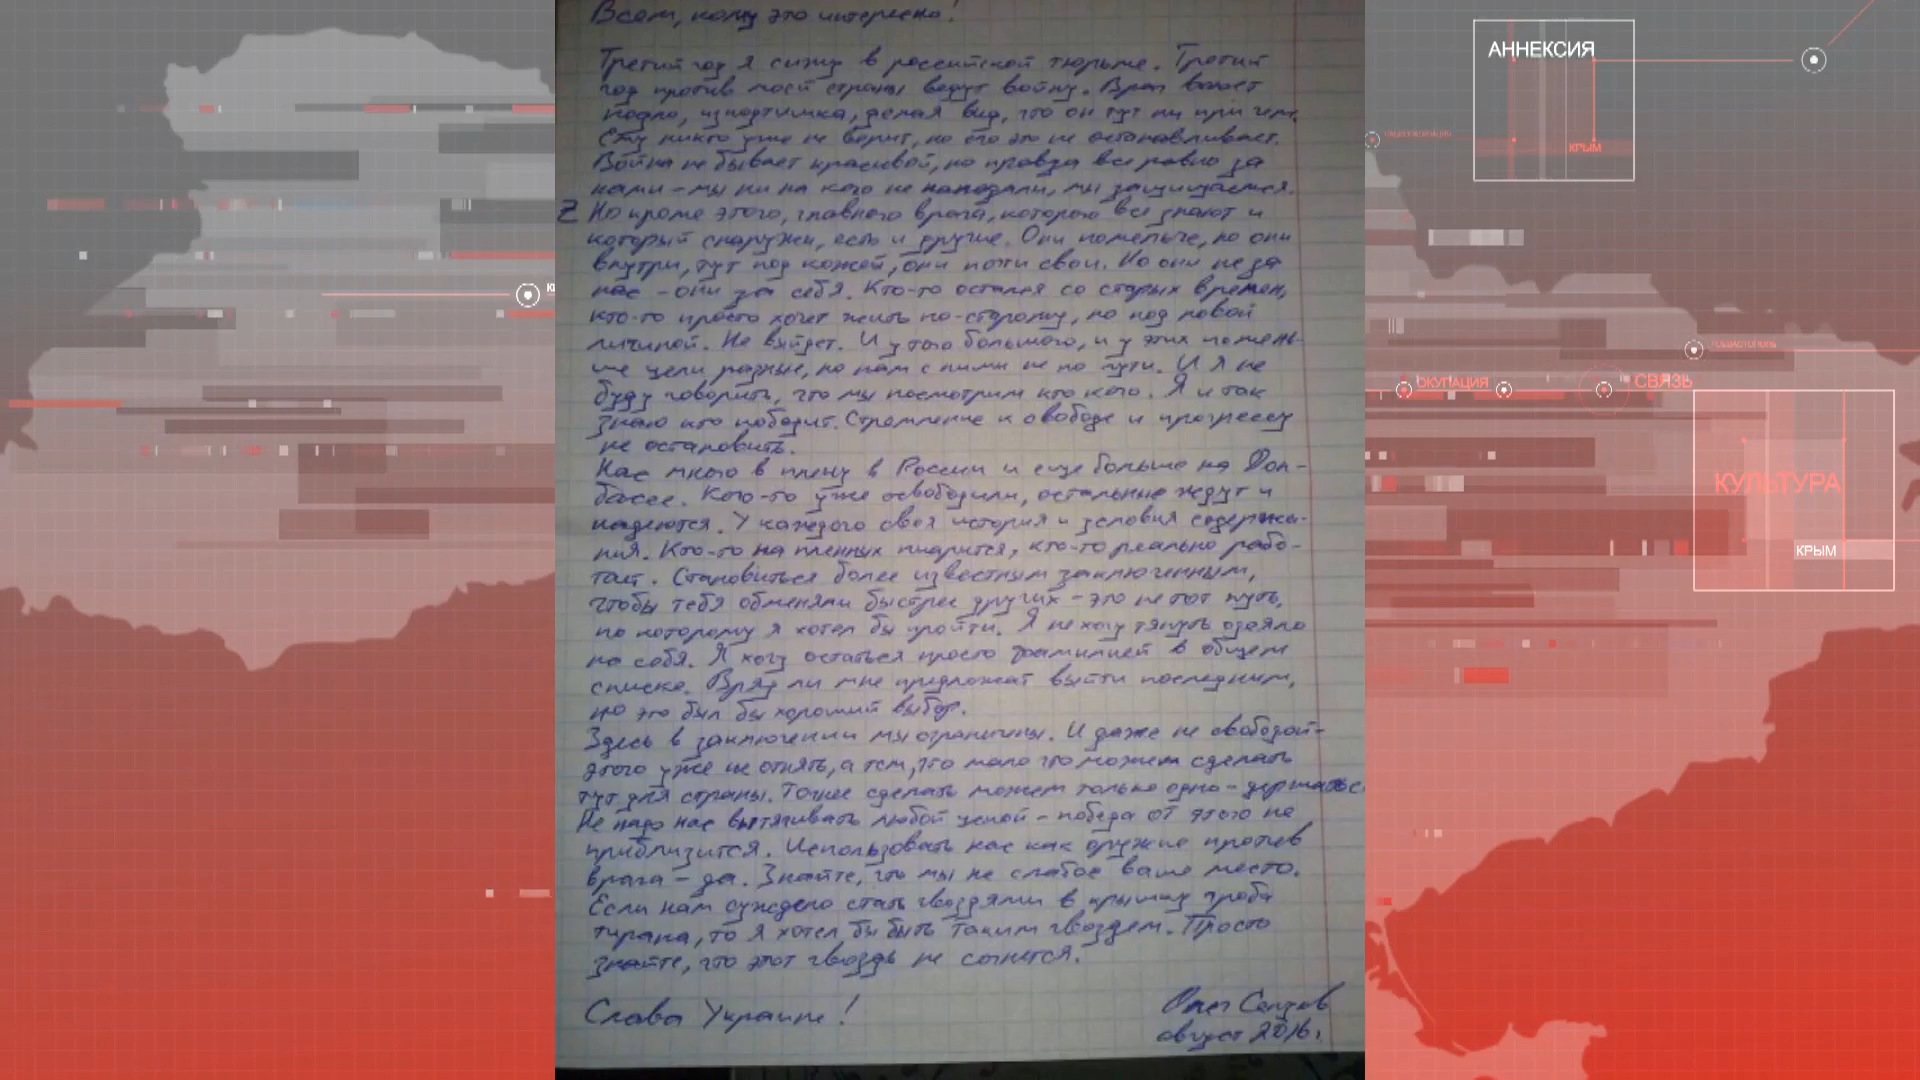 Всем, кому это интересно!
Третий год я сижу в российской тюрьме. Третий
год против моей страны ведут войну. Враг воюет
подло, исподтишка, делая вид, что он тут ни при чем.
Ему никто уже не верит, но его это не останавливает.
Война не бывает красивой, но правда все равно за
нами – мы ни на кого не нападали, мы защищаемся.
Z Но кроме этого, главного врага, которого все знают и
который снаружи, есть и другие. Они помельче, но они
внутри, тут под кожей, они почти свои. Но они не за
нас – они за себя. Кто-то остался со старых времен,
кто-то просто хочет жить по-старому, но под новой
личиной. Не выйдет. И у того большого, и у этих помень-
ше цели разные, но нам с ними не по пути. И я не
буду говорить, что мы посмотрим кто кого. Я и так
знаю кто победит. Стремление к свободе и прогрессу
не остановить.
Нас много в плену в России и еще больше на Дон-
бассе. Кого-то уже освободили, остальные ждут и
надеются. У каждого своя история и условия содержа-
ния. Кто-то на пленных пиарится, кто-то реально рабо-
тает. Становиться более известным заключенным,
чтобы тебя обменяли быстрее других – это не тот путь,
по которому я хотел бы пройти. Я не хочу тянуть одеяло
на себя. Я хочу остаться просто фамилией в общем
списке. Вряд ли мне предложат выйти последним,
но это был бы хороший выбор.
Здесь в заключении мы ограничены. И даже не свободой –
этого уже не отнять, а тем, что мало что можем сделать
тут для страны. Точнее сделать можем только одно – держаться
Не надо нас вытягивать любой ценой – победа от этого не
приблизится. Использовать нас как оружие против
врага – да. Знайте, что мы не слабое ваше место.
Если нам суждено стать гвоздями в крышку гроба
тирана, то я хотел бы быть таким гвоздем. Просто
знайте, что этот гвоздь не согнется.
Слава Украине!
Олег Сенцов
август 2016г.
АННЕКСИЯ
КРЫМ
ОКУПАЦИЯ
СВЯЗЬ
КУЛЬТУРА
КРЫМ